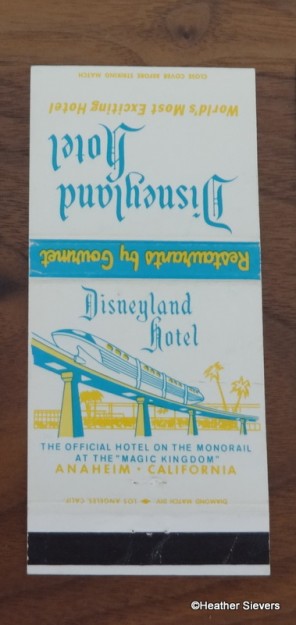 CLOSE COVER BEFORE STRIKING MATCH
World's Most Exciting Hotel
Disneyland
Hotel
Restaurants by Gourmet
Disneyland
Hotel
THE OFFICIAL HOTEL ON THE MONORAIL
AT THE "MAGIC KINGDOM"
ANAHEIM • CALIFORNIA
DIAMOND MATCH DIV. LOS ANGELES, CALIF.
©Heather Sievers